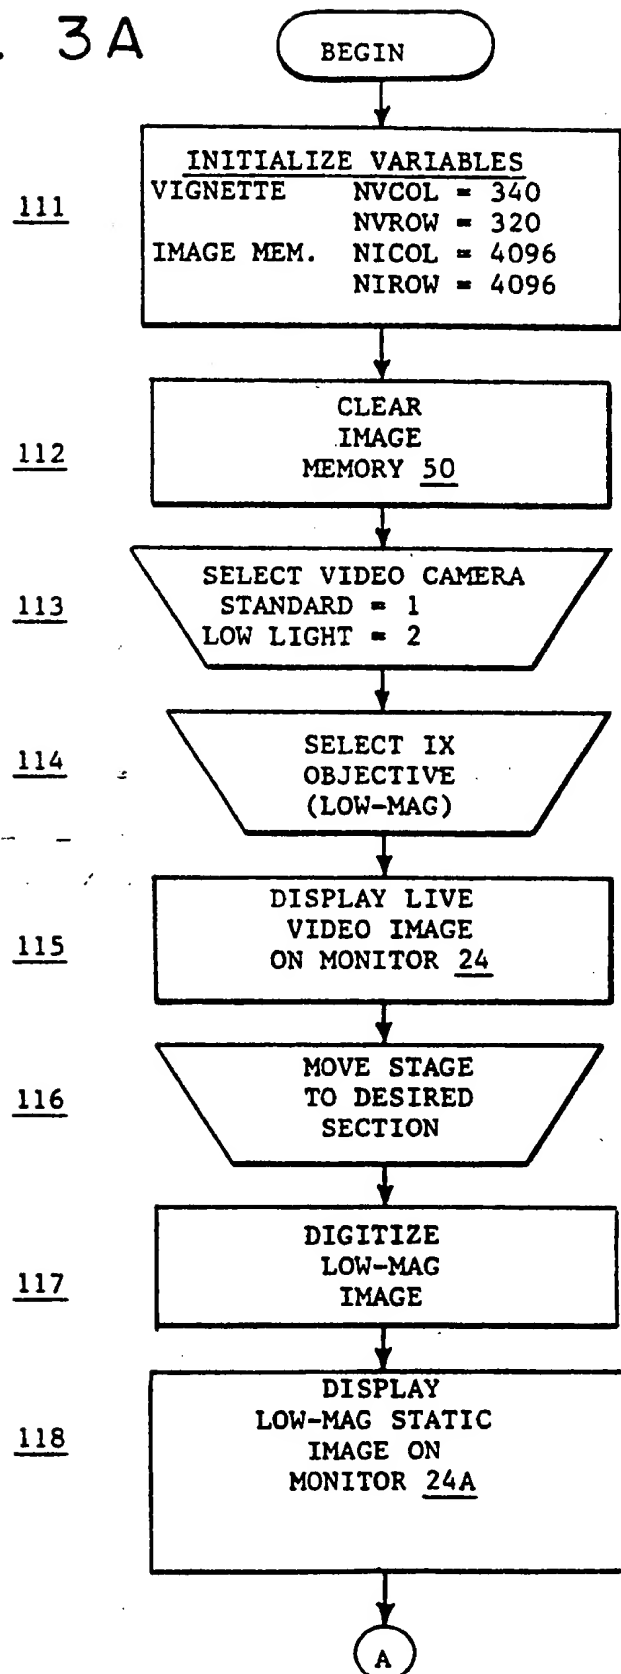 . 3A
BEGIN
111
INITIALIZE VARIABLES
VIGNETTE NVCOL = 340
NVROW = 320
IMAGE MEM. NICOL = 4096
NIROW = 4096
112
CLEAR
IMAGE
MEMORY 50
113
SELECT VIDEO CAMERA
STANDARD = 1
LOW LIGHT = 2
114
SELECT IX
OBJECTIVE
(LOW-MAG)
115
DISPLAY LIVE
VIDEO IMAGE
ON MONITOR 24
116
MOVE STAGE
TO DESIRED
SECTION
117
DIGITIZE
LOW-MAG
IMAGE
118
DISPLAY
LOW-MAG STATIC
IMAGE ON
MONITOR 24A
A